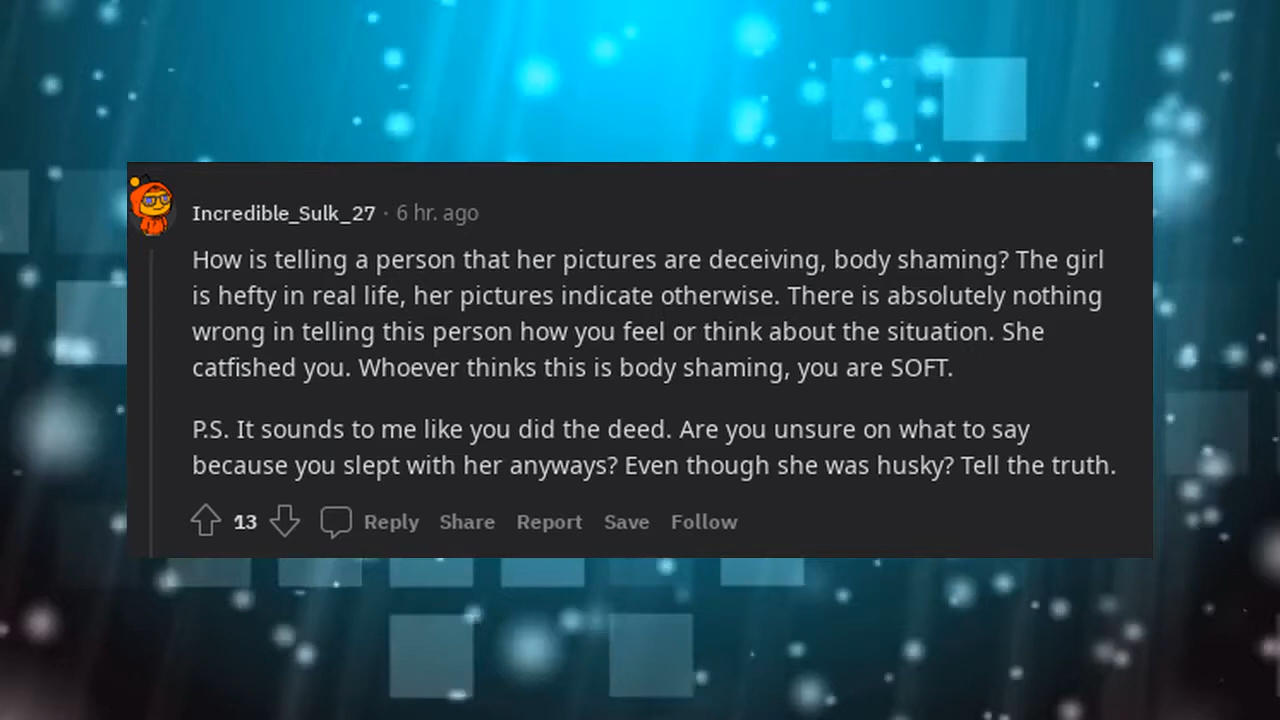 Incredible_Sulk_27 · 6 hr. ago
How is telling a person that her pictures are deceiving, body shaming? The girl
is hefty in real life, her pictures indicate otherwise. There is absolutely nothing
wrong in telling this person how you feel or think about the situation. She
catfished you. Whoever thinks this is body shaming, you are SOFT.
P.S. It sounds to me like you did the deed. Are you unsure on what to say
because you slept with her anyways? Even though she was husky? Tell the truth.
13 Reply Share Report Save Follow